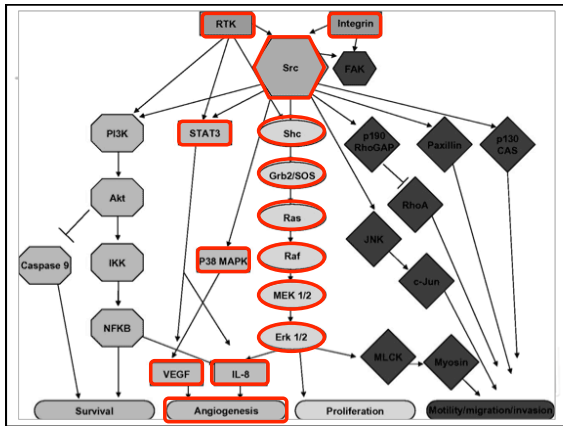 RTK
Integrin
Src
FAK
PI3K
STAT3
Shc
p190
RhoGAP
Paxillin
p130
CAS
Grb2/SOS
Akt
Ras
RhoA
JNK
Caspase 9
IKK
P38 MAPK
Raf
c-Jun
MEK 1/2
NFKB
Erk 1/2
MLCK
Myosin
VEGF
IL-8
Survival
Angiogenesis
Proliferation
Motility/migration/invasion